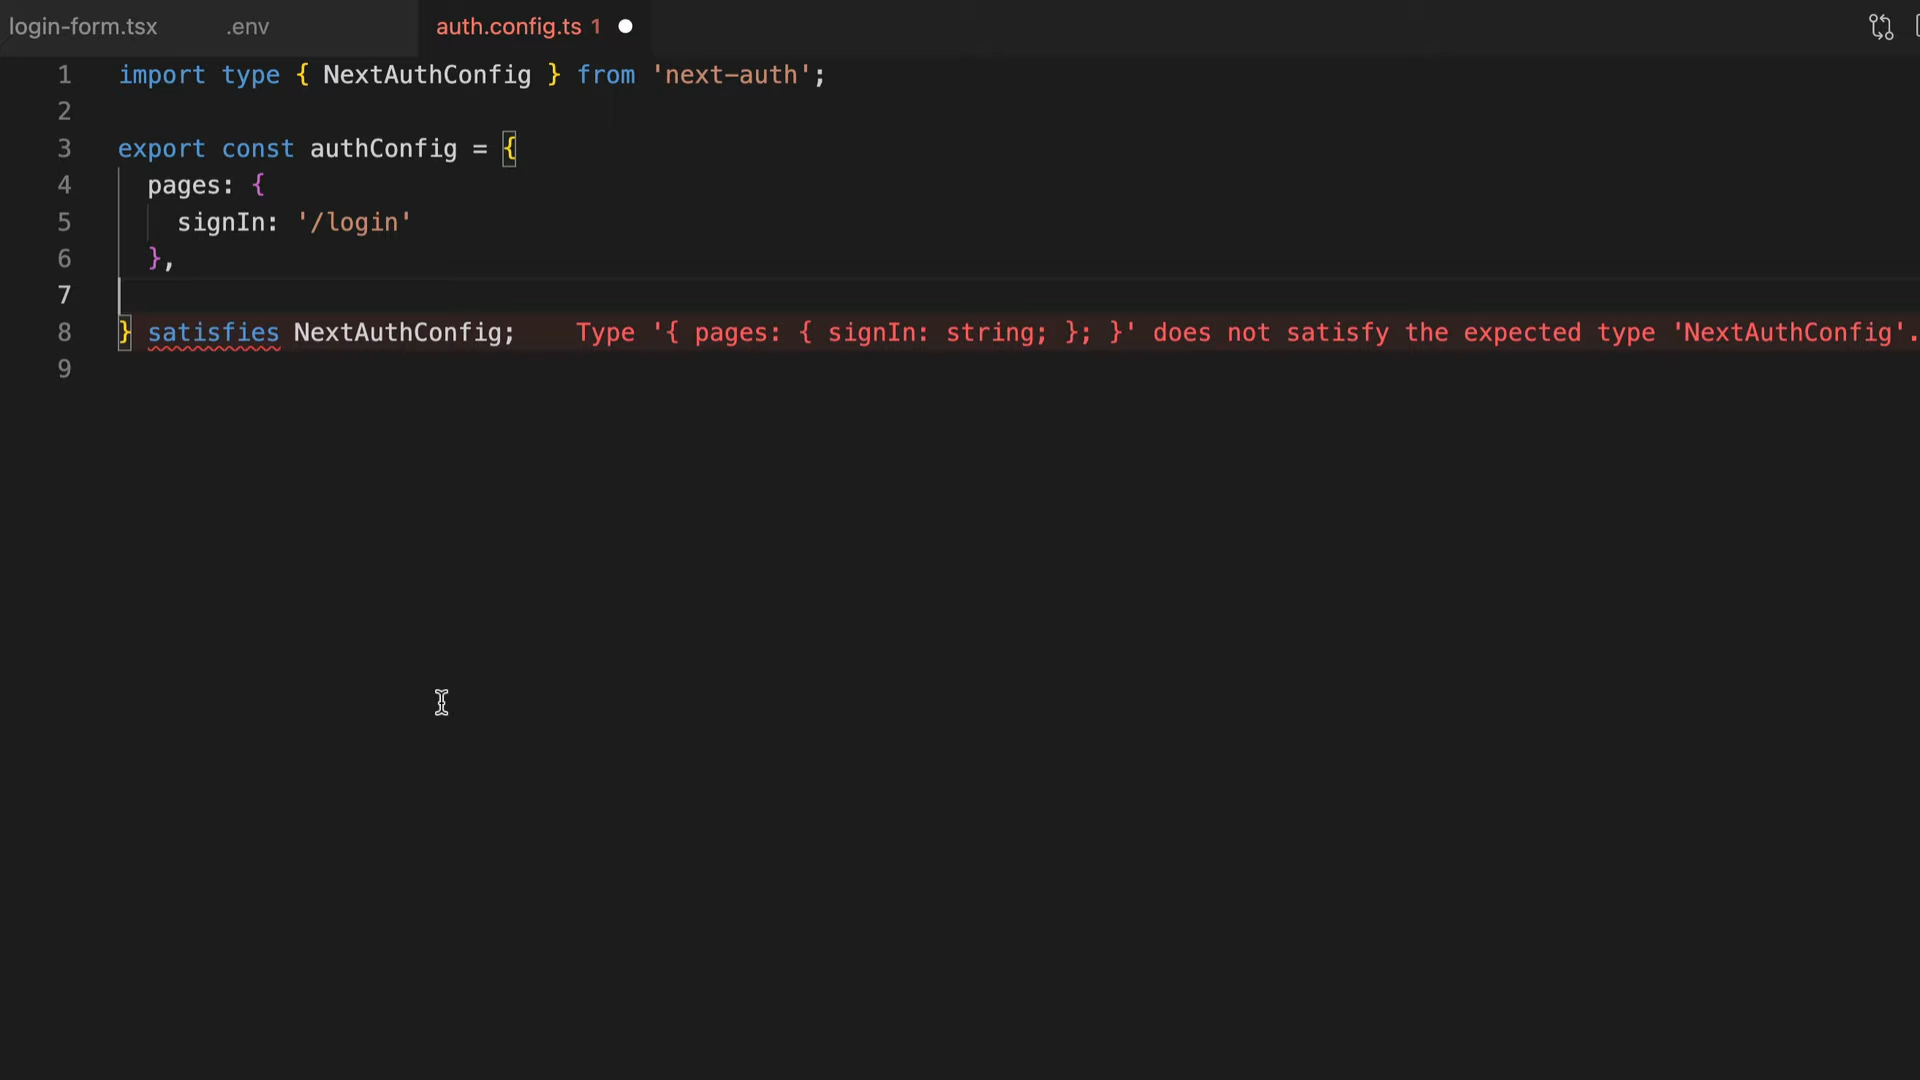 login-form.tsx .env auth.config.ts 1
1 import type { NextAuthConfig } from 'next-auth';
2
3 export const authConfig = {
4 pages: {
5 signIn: '/login'
6 },
7
8 } satisfies NextAuthConfig; Type '{ pages: { signIn: string; }; }' does not satisfy the expected type 'NextAuthConfig'.
9